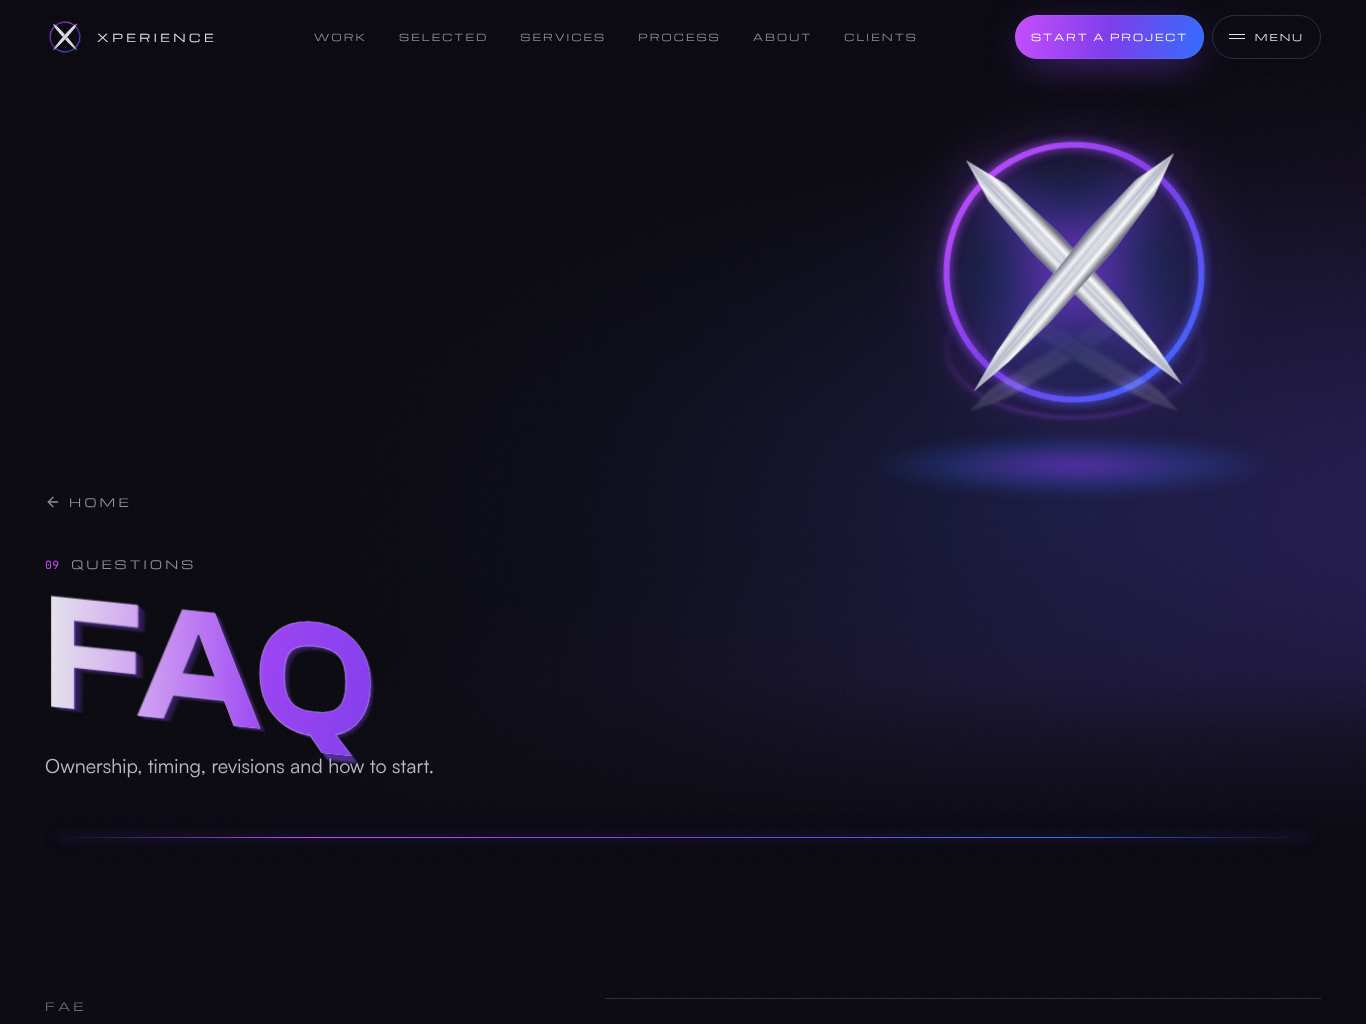 XPERIENCE
WORK
SELECTED
SERVICES
PROCESS
ABOUT
CLIENTS
START A PROJECT
MENU
HOME
09 QUESTIONS
FAQ
Ownership, timing, revisions and how to start.
FAE